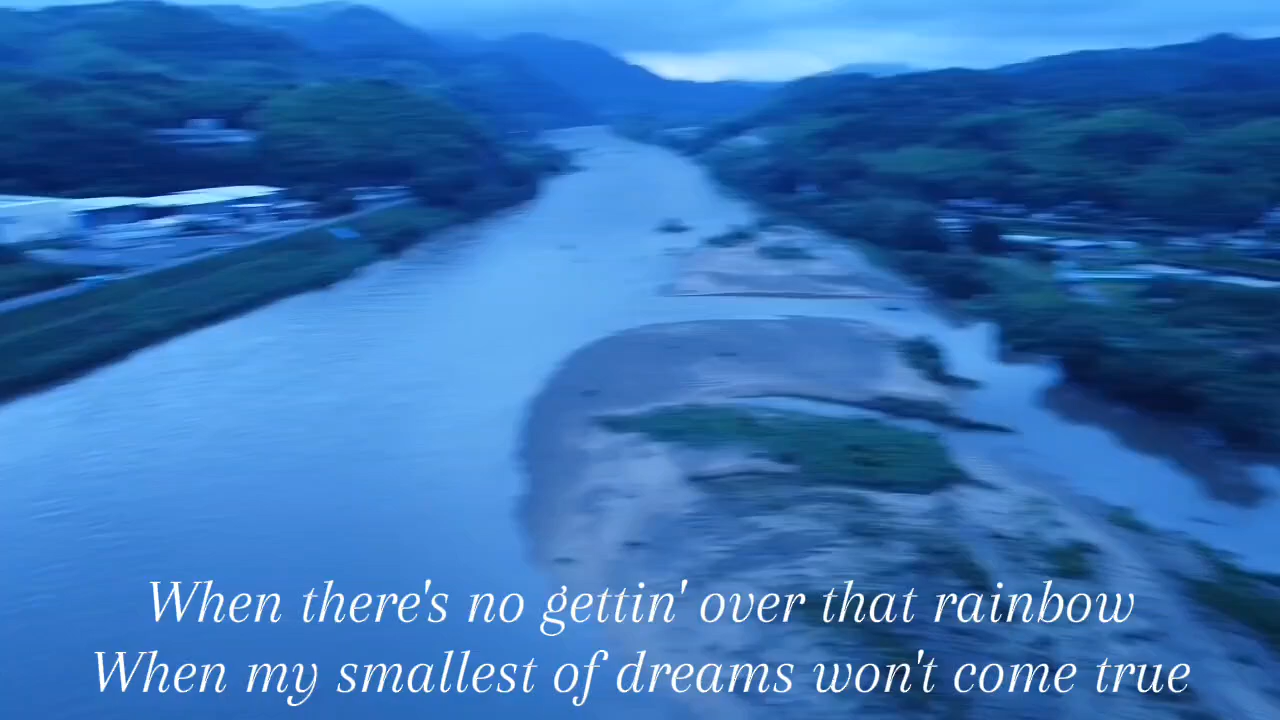 When there's no gettin' over that rainbow
When my smallest of dreams won't come true